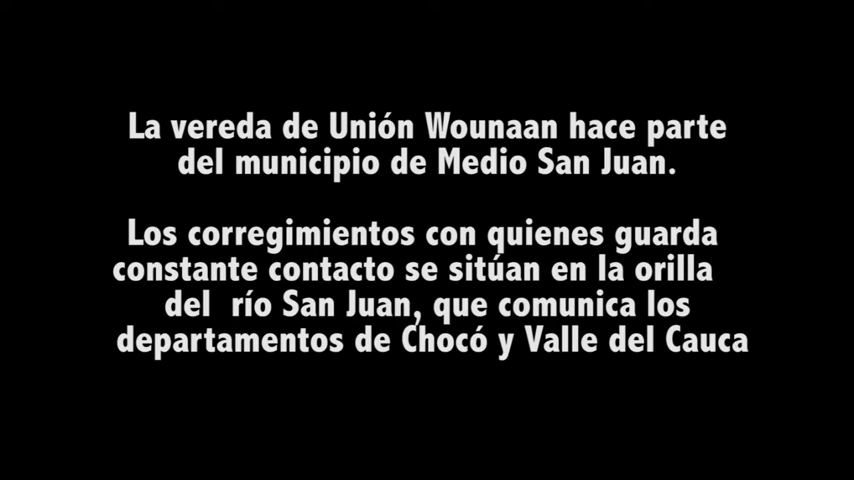 La vereda de Unión Wounaan hace parte
del municipio de Medio San Juan.
Los corregimientos con quienes guarda
constante contacto se sitúan en la orilla
del río San Juan, que comunica los
departamentos de Chocó y Valle del Cauca